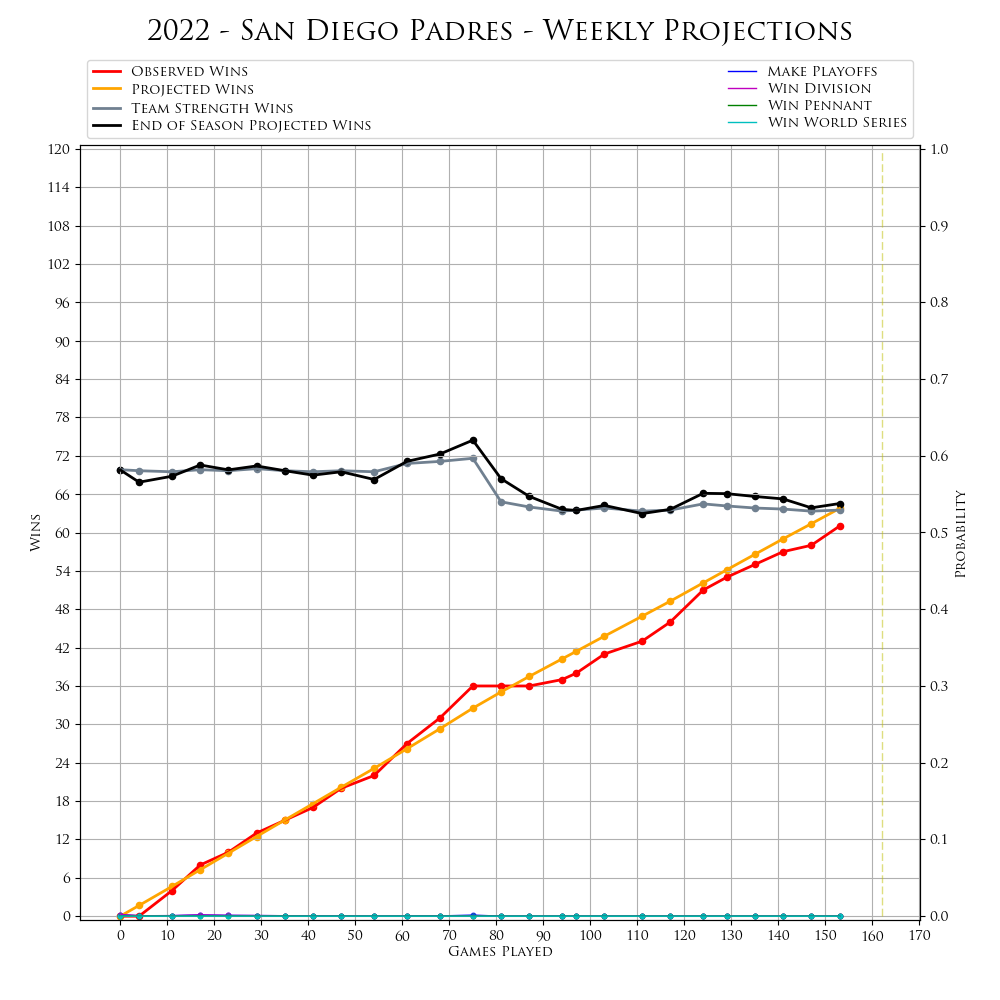 2022 - San Diego Padres - Weekly Projections
Observed Wins
Projected Wins
Team Strength Wins
End of Season Projected Wins
Make Playoffs
Win Division
Win Pennant
Win World Series
120
114
108
102
96
90
84
78
72
66
60
54
48
42
36
30
24
18
12
6
0
Wins
1.0
0.9
0.8
0.7
0.6
0.5
0.4
0.3
0.2
0.1
0.0
Probability
0 10 20 30 40 50 60 70 80 90 100 110 120 130 140 150 160 170
Games Played